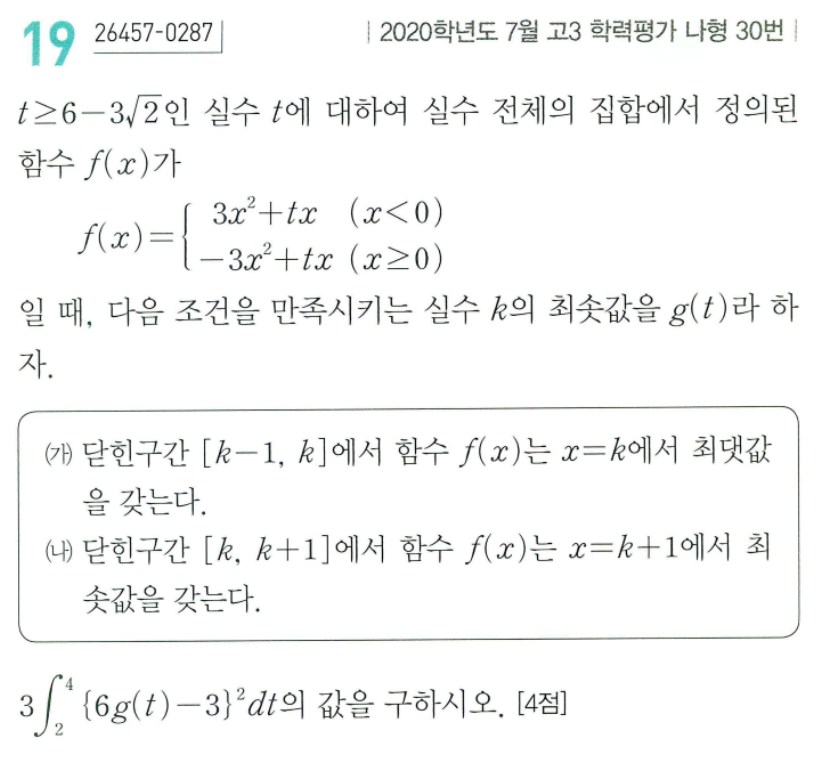 19 26457-0287 | 2020학년도 7월 고3 학력평가 나형 30번 |
t≥6-3√2인 실수 t에 대하여 실수 전체의 집합에서 정의된
함수 f(x)가
f(x)={ 3x²+tx (x<0)
-3x²+tx (x≥0)
일 때, 다음 조건을 만족시키는 실수 k의 최솟값을 g(t)라 하
자.
㈎ 닫힌구간 [k-1, k]에서 함수 f(x)는 x=k에서 최댓값
을 갖는다.
㈏ 닫힌구간 [k, k+1]에서 함수 f(x)는 x=k+1에서 최
솟값을 갖는다.
3∫₂⁴ {6g(t)-3}²dt의 값을 구하시오. [4점]